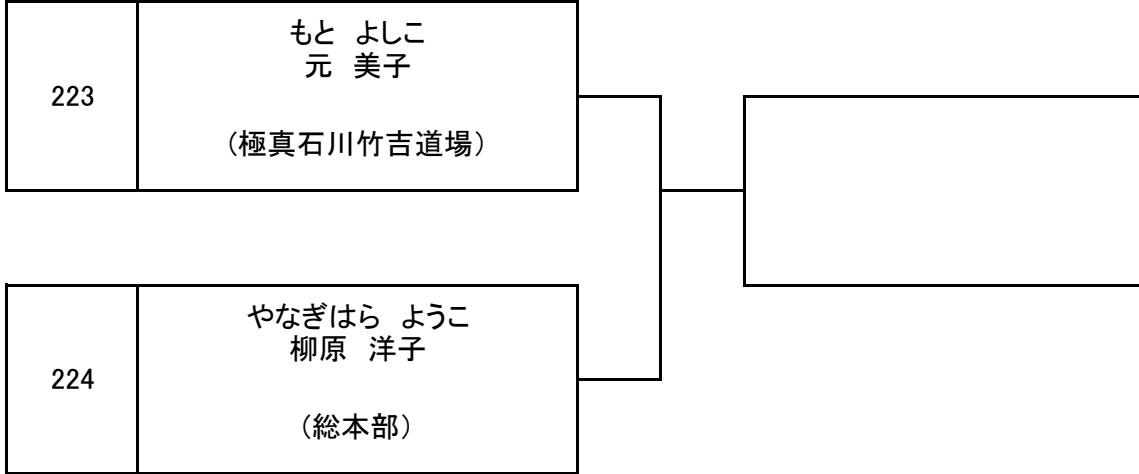 223
もと　よしこ
元　美子
（極真石川竹吉道場）
224
やなぎはら　ようこ
柳原　洋子
（総本部）